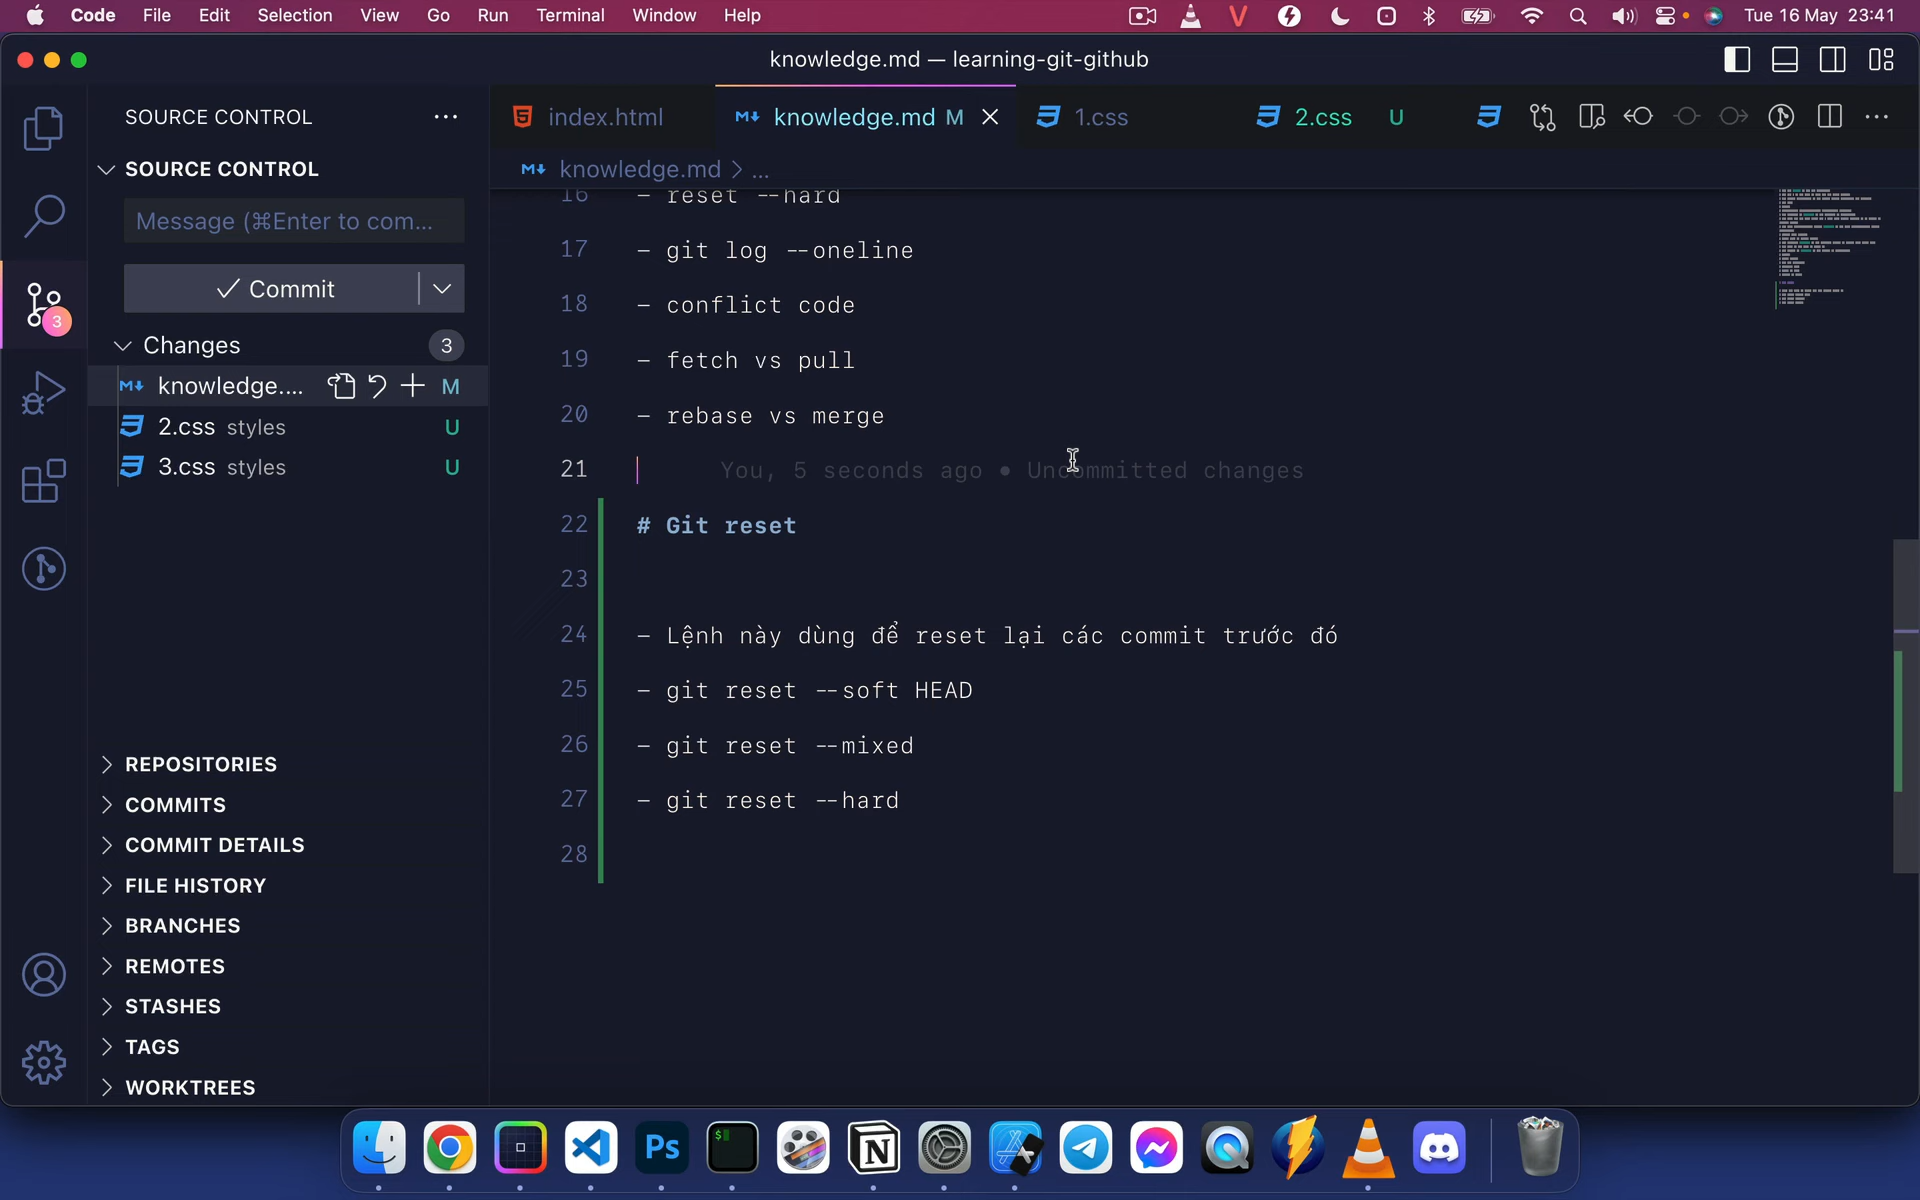 Code File Edit Selection View Go Run Terminal Window Help Tue 16 May 23:41
knowledge.md — learning-git-github
SOURCE CONTROL
index.html
knowledge.md M
1.css
2.css U
SOURCE CONTROL
knowledge.md > ...
Message (⌘Enter to com...
Commit
Changes 3
3
knowledge.... M
2.css styles U
3.css styles U
REPOSITORIES
COMMITS
COMMIT DETAILS
FILE HISTORY
BRANCHES
REMOTES
STASHES
TAGS
WORKTREES
16 - reset --hard
17 - git log --oneline
18 - conflict code
19 - fetch vs pull
20 - rebase vs merge
21 You, 5 seconds ago • Uncommitted changes
22 # Git reset
23
24 - Lệnh này dùng để reset lại các commit trước đó
25 - git reset --soft HEAD
26 - git reset --mixed
27 - git reset --hard
28
Ps